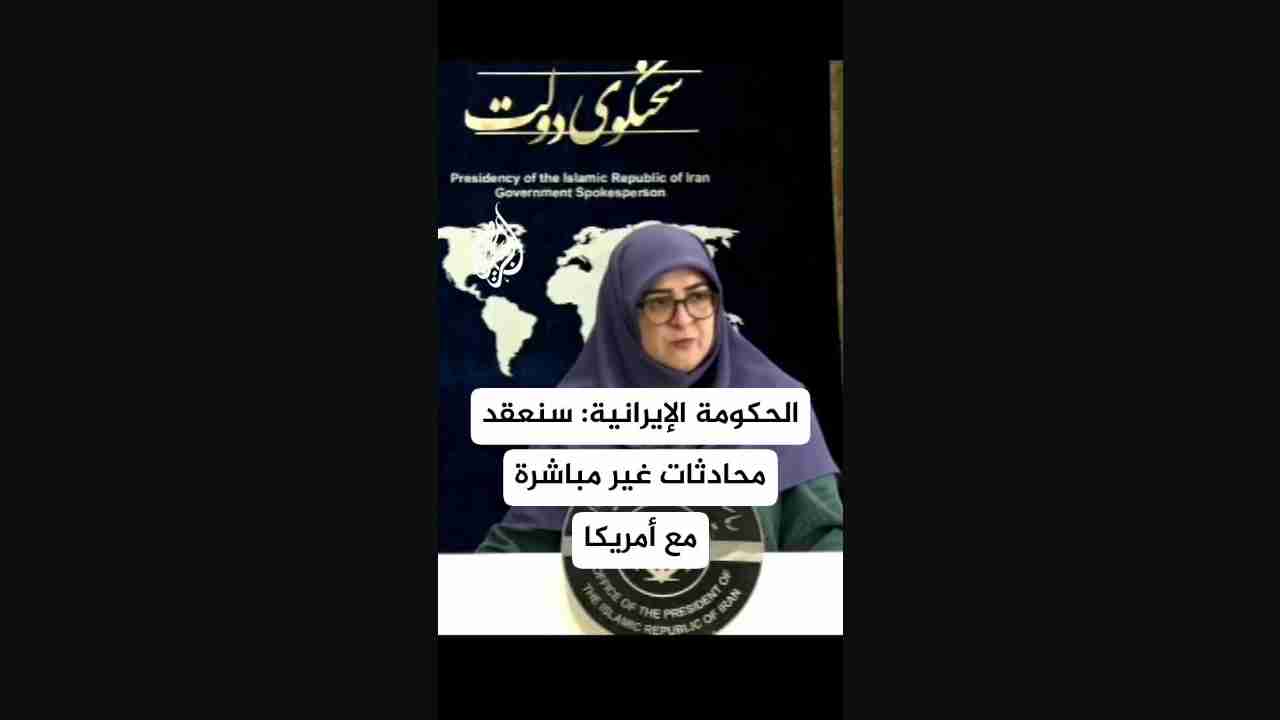 سخنگوی دولت
Presidency of the Islamic Republic of Iran
Government Spokesperson
الحكومة الإيرانية: سنعقد
محادثات غير مباشرة
مع أمريكا
OFFICE OF THE PRESIDENT OF
THE ISLAMIC REPUBLIC OF IRAN